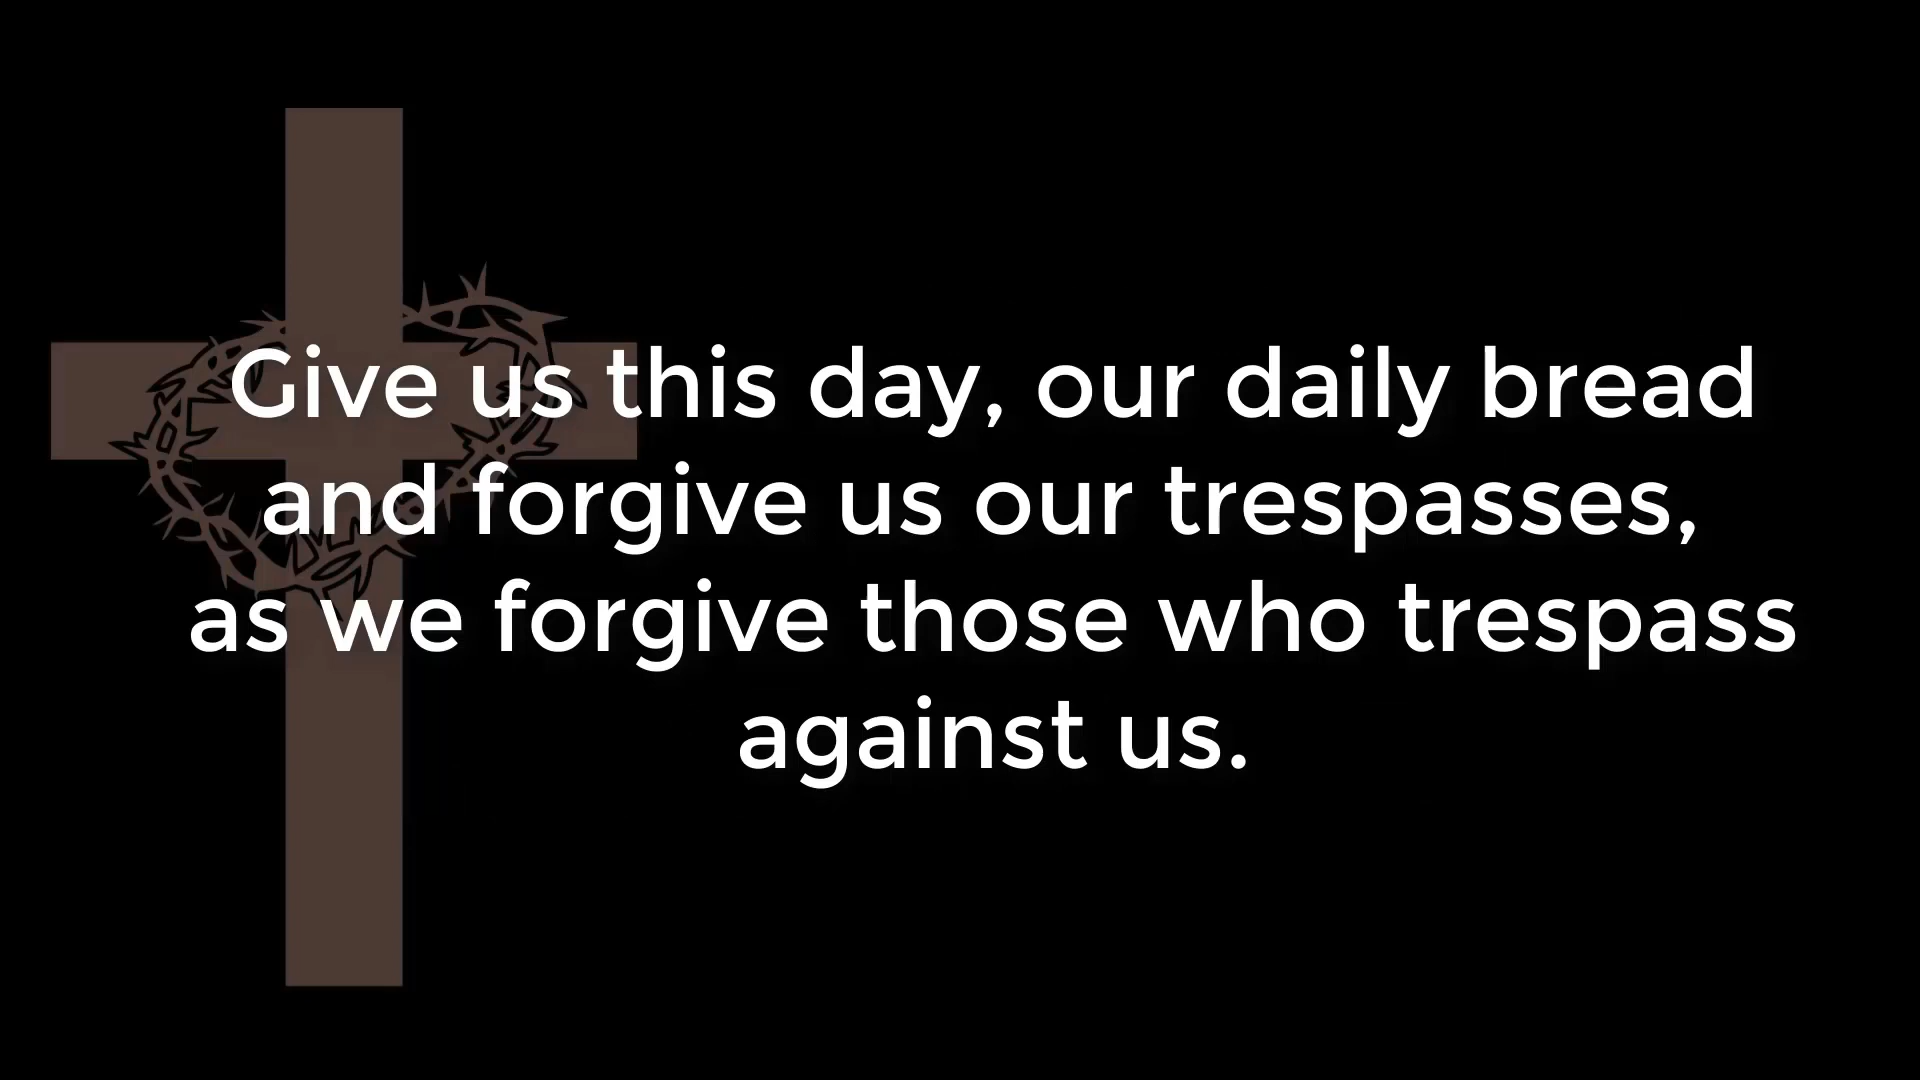 Give us this day, our daily bread
and forgive us our trespasses,
as we forgive those who trespass
against us.